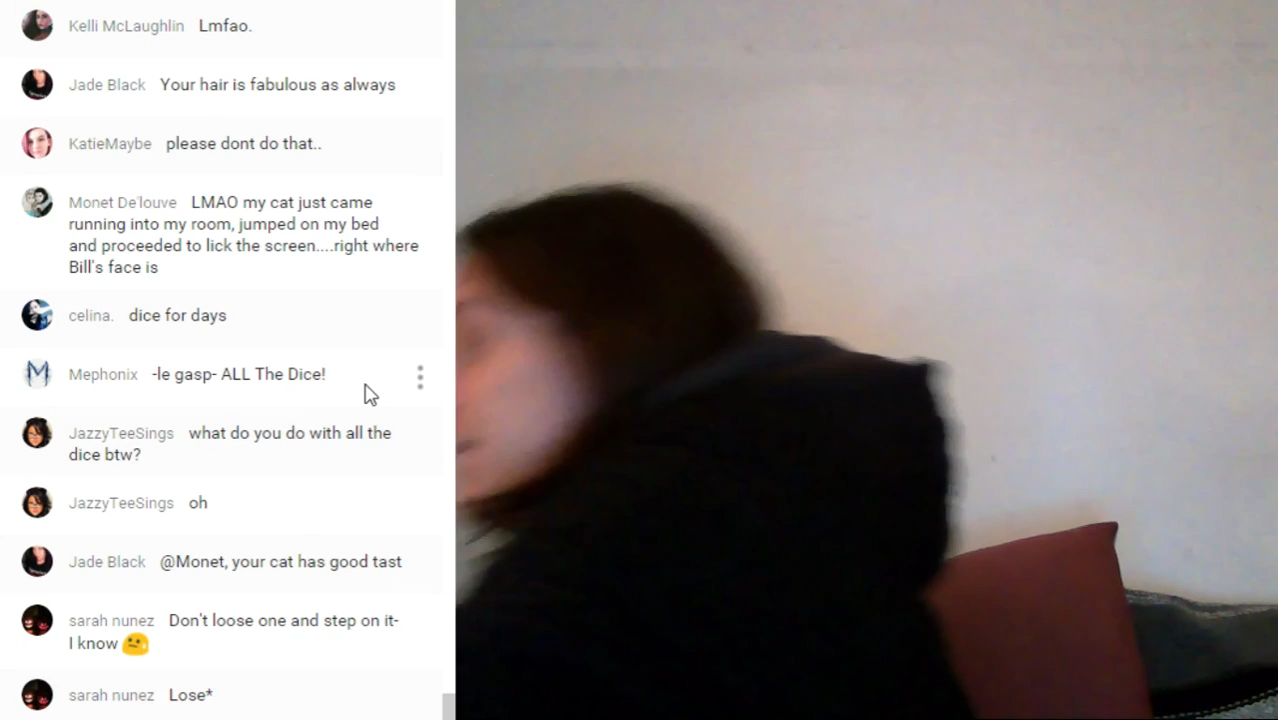 Kelli McLaughlin Lmfao.
Jade Black Your hair is fabulous as always
KatieMaybe please dont do that..
Monet De'louve LMAO my cat just came
running into my room, jumped on my bed
and proceeded to lick the screen....right where
Bill's face is
celina. dice for days
Mephonix -le gasp- ALL The Dice!
JazzyTeeSings what do you do with all the
dice btw?
JazzyTeeSings oh
Jade Black @Monet, your cat has good tast
sarah nunez Don't loose one and step on it-
I know
sarah nunez Lose*